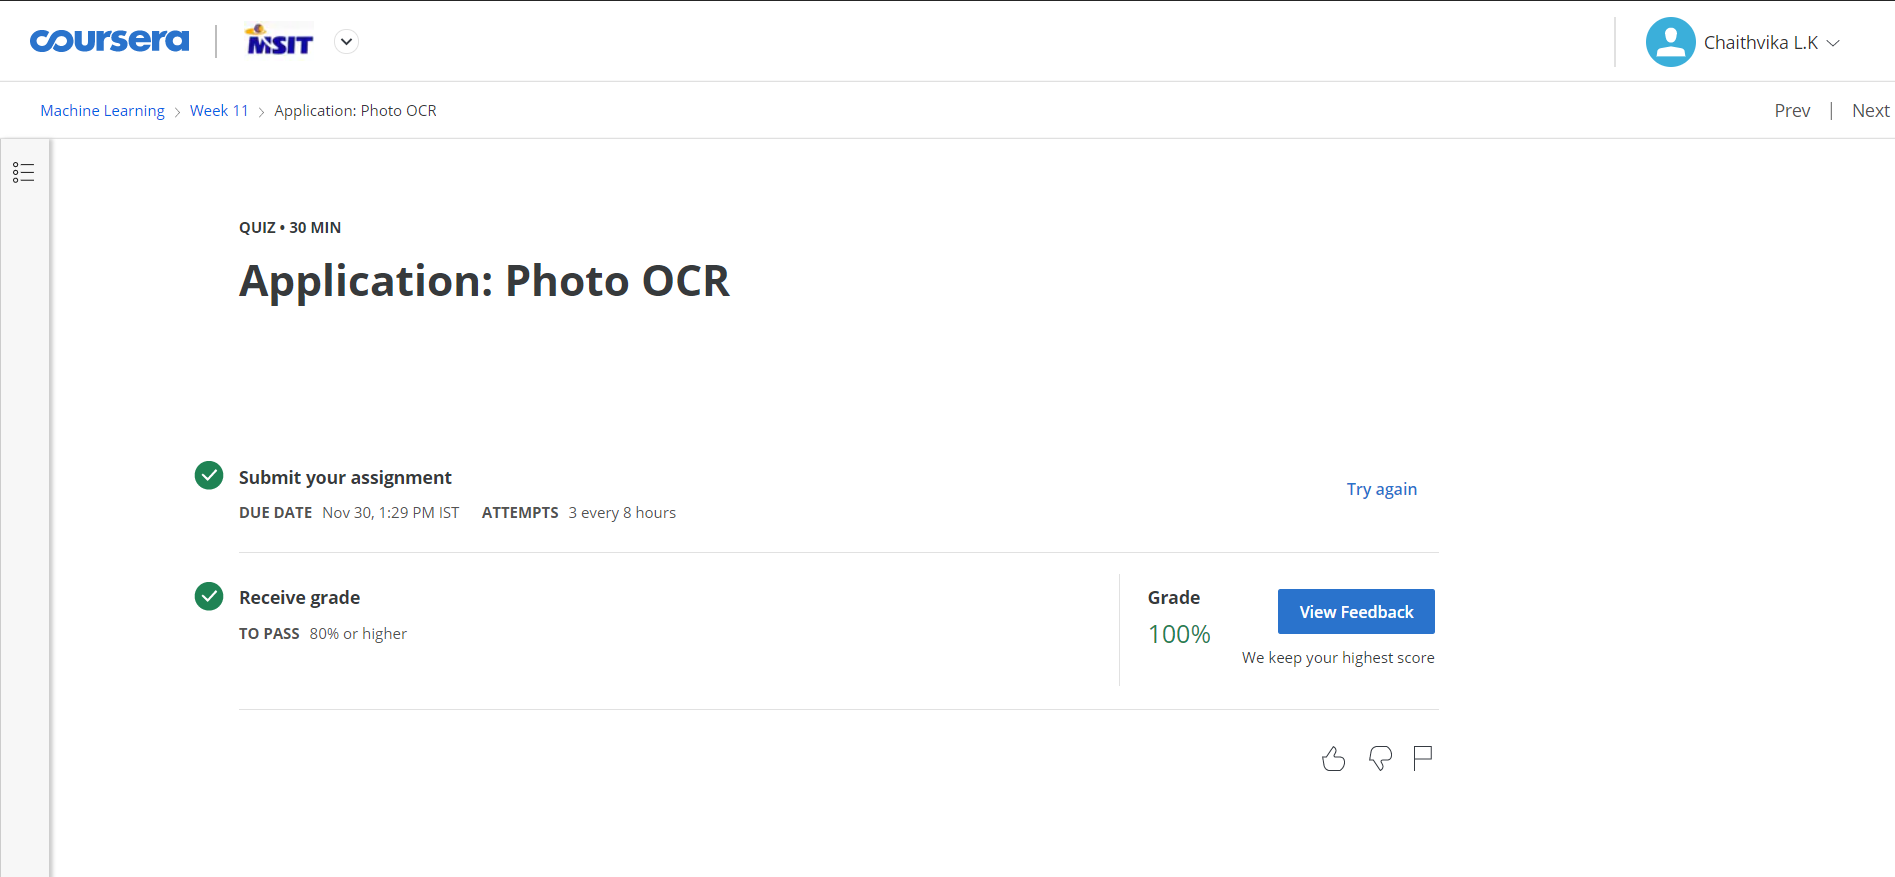 coursera
MSIT
Chaithvika L.K
Machine Learning
Week 11
Application: Photo OCR
Prev | Next
QUIZ • 30 MIN
Application: Photo OCR
Submit your assignment
Try again
DUE DATE Nov 30, 1:29 PM IST ATTEMPTS 3 every 8 hours
Receive grade
TO PASS 80% or higher
Grade
100%
View Feedback
We keep your highest score